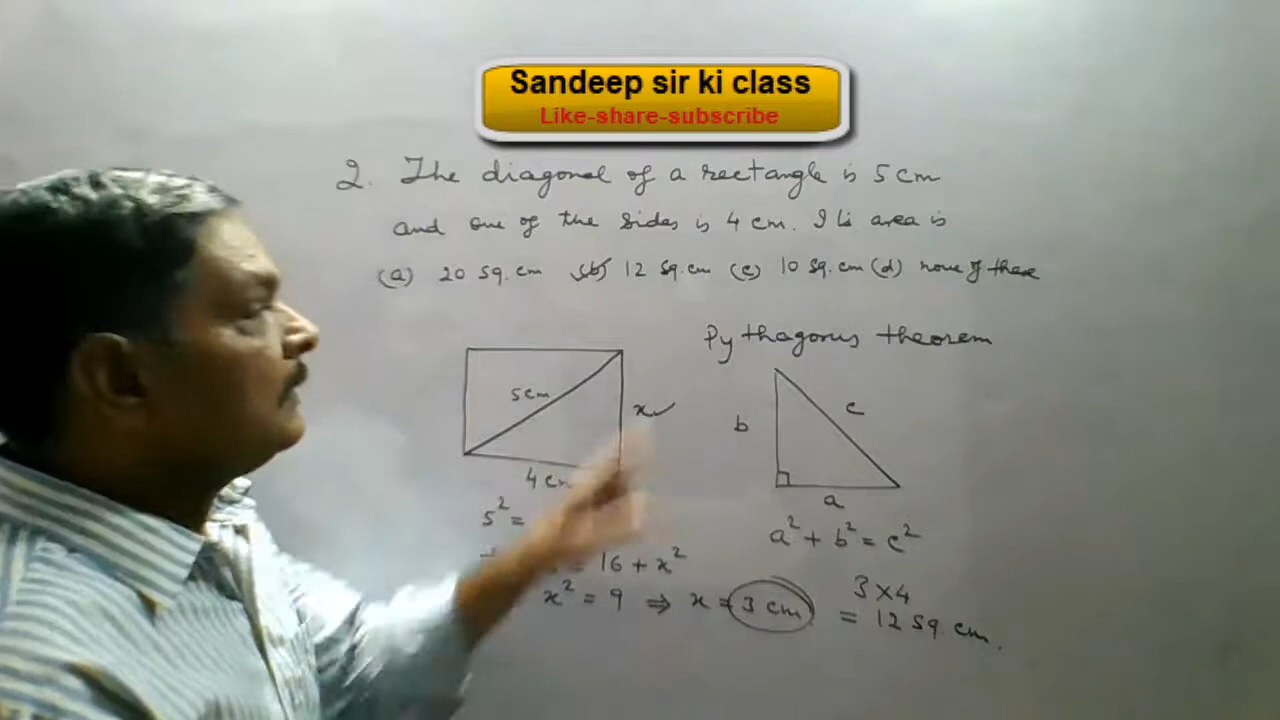 Sandeep sir ki class
Like-share-subscribe
2. The diagonal of a rectangle is 5 cm
and one of the sides is 4 cm. Its area is
(a) 20 sq. cm (b) 12 sq. cm (c) 10 sq. cm (d) none of these
Pythagorus theorem
5cm
x
4 cm
b
c
a
5² =
= 16 + x²
x² = 9 ⇒ x = 3 cm
a² + b² = c²
3 × 4
= 12 sq. cm.